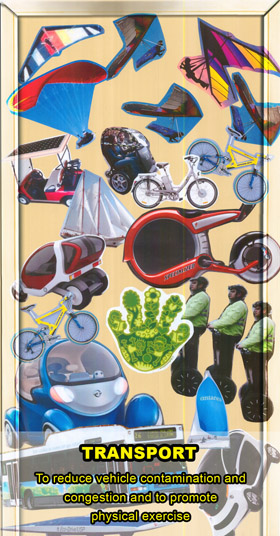 TRANSPORT
To reduce vehicle contamination and
congestion and to promote
physical exercise